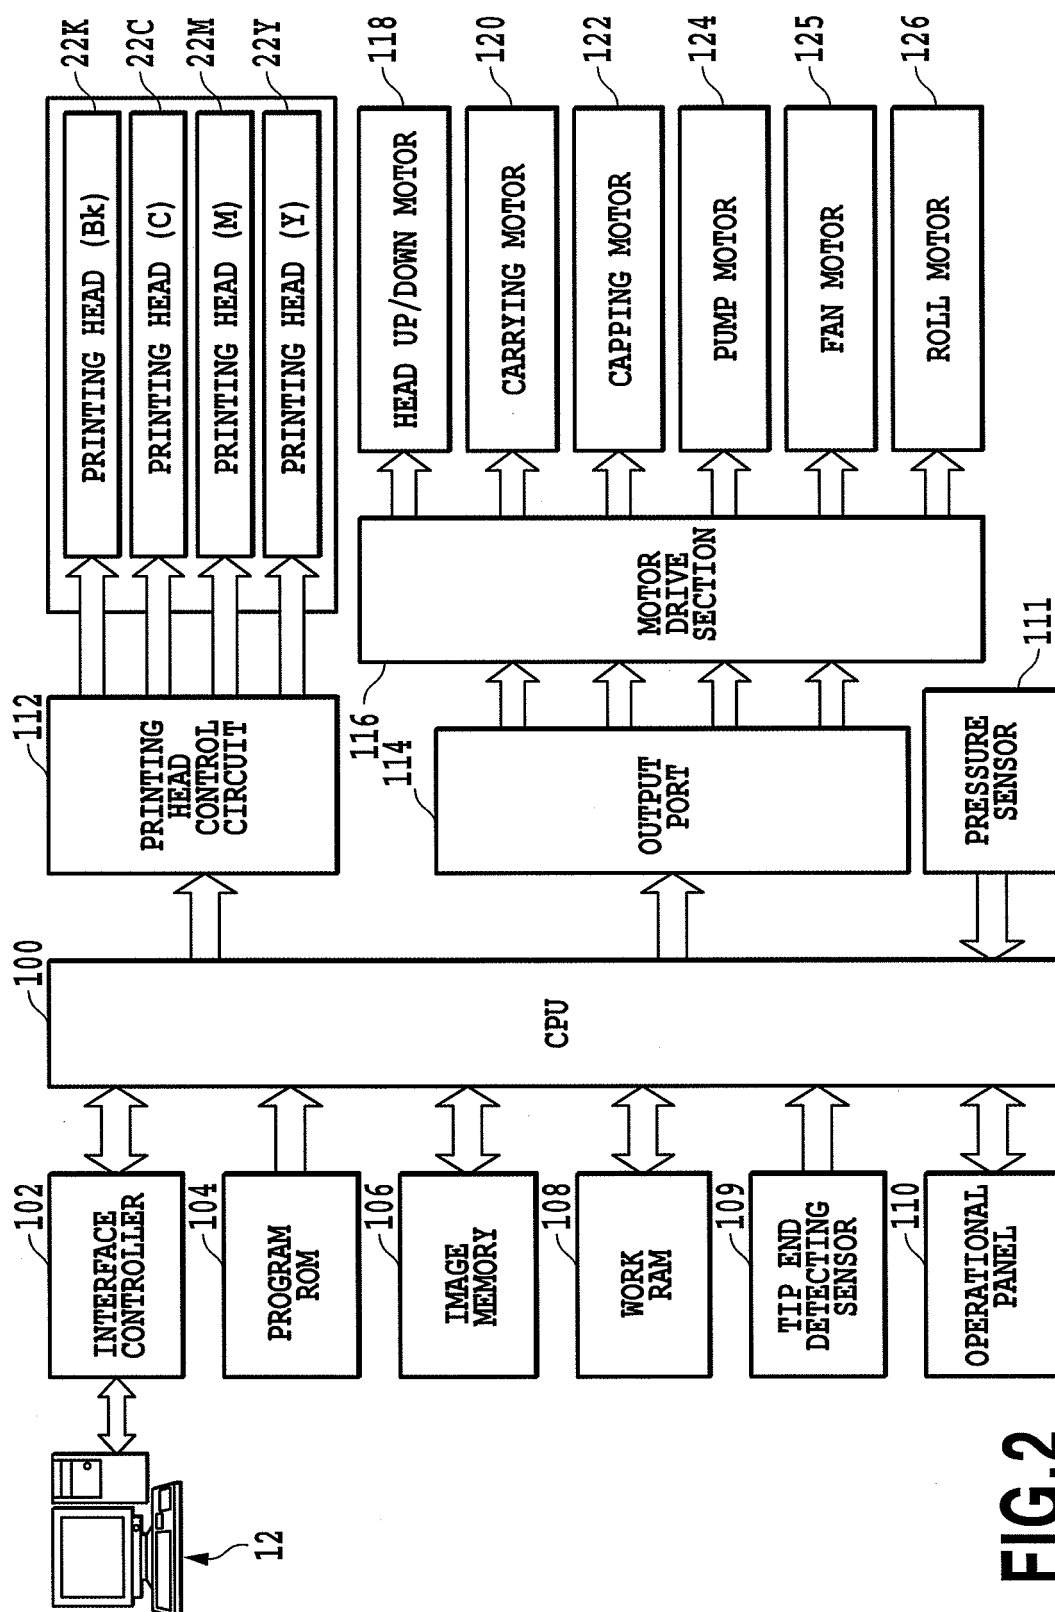 12
102
INTERFACE
CONTROLLER
104
PROGRAM
ROM
106
IMAGE
MEMORY
108
WORK
RAM
109
TIP END
DETECTING
SENSOR
110
OPERATIONAL
PANEL
100
CPU
112
PRINTING
HEAD
CONTROL
CIRCUIT
114
OUTPUT
PORT
111
PRESSURE
SENSOR
116
MOTOR
DRIVE
SECTION
22K
PRINTING HEAD (Bk)
22C
PRINTING HEAD (C)
22M
PRINTING HEAD (M)
22Y
PRINTING HEAD (Y)
118
HEAD UP/DOWN MOTOR
120
CARRYING MOTOR
122
CAPPING MOTOR
124
PUMP MOTOR
125
FAN MOTOR
126
ROLL MOTOR
FIG.2